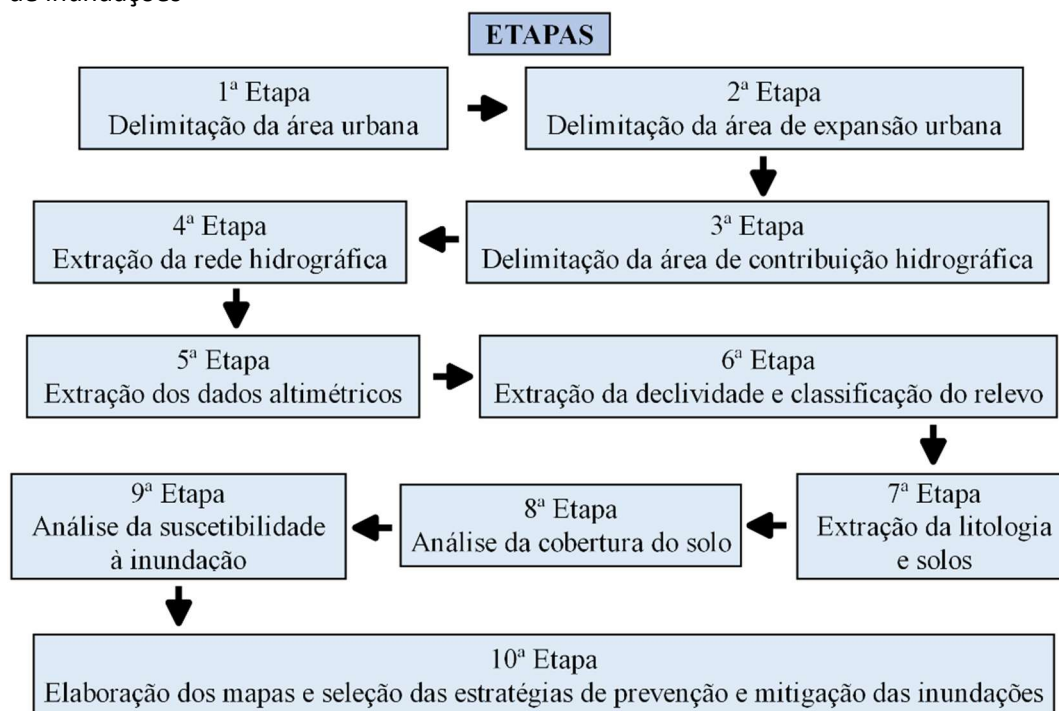 de inundações
ETAPAS
1ª Etapa
Delimitação da área urbana
2ª Etapa
Delimitação da área de expansão urbana
3ª Etapa
Delimitação da área de contribuição hidrográfica
4ª Etapa
Extração da rede hidrográfica
5ª Etapa
Extração dos dados altimétricos
6ª Etapa
Extração da declividade e classificação do relevo
7ª Etapa
Extração da litologia
e solos
8ª Etapa
Análise da cobertura do solo
9ª Etapa
Análise da suscetibilidade
à inundação
10ª Etapa
Elaboração dos mapas e seleção das estratégias de prevenção e mitigação das inundações